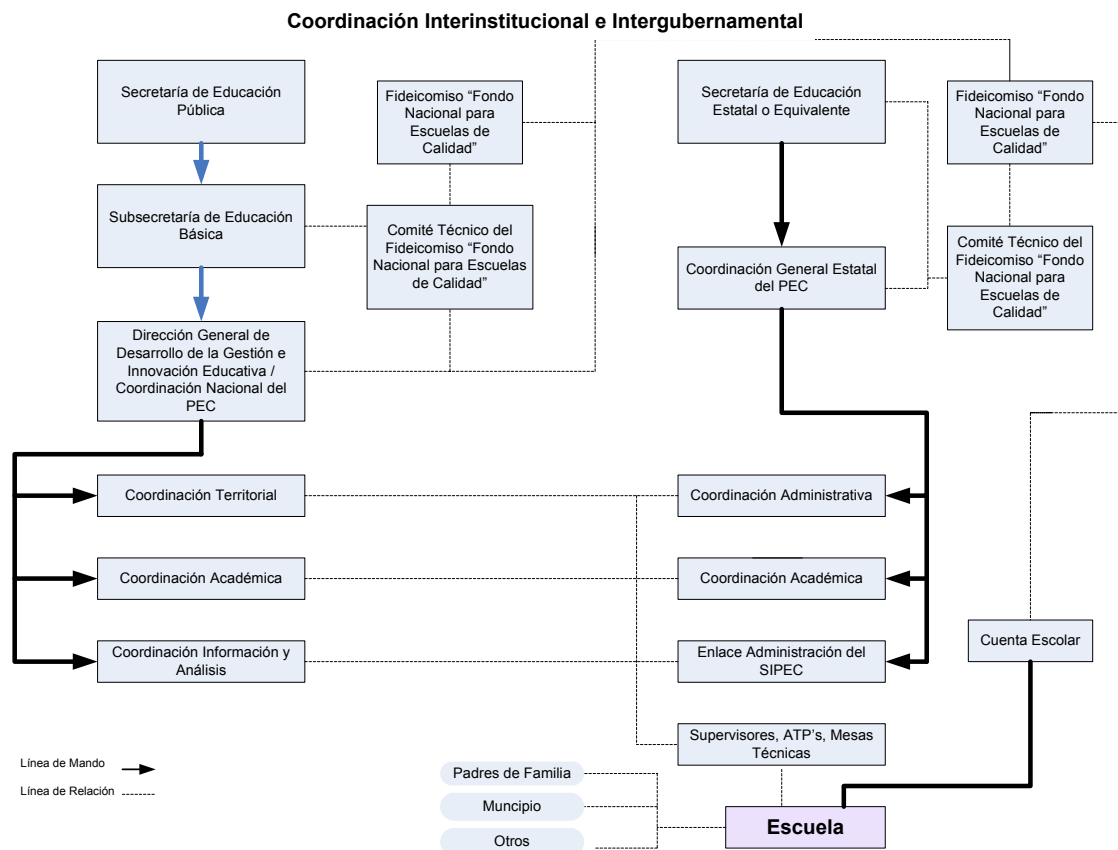 Coordinación Interinstitucional e Intergubernamental
Secretaría de Educación
Pública
Fideicomiso “Fondo
Nacional para
Escuelas de
Calidad”
Secretaría de Educación
Estatal o Equivalente
Fideicomiso “Fondo
Nacional para
Escuelas de
Calidad”
Subsecretaría de Educación
Básica
Comité Técnico del
Fideicomiso “Fondo
Nacional para Escuelas
de Calidad”
Coordinación General Estatal
del PEC
Comité Técnico del
Fideicomiso “Fondo
Nacional para
Escuelas de
Calidad”
Dirección General de
Desarrollo de la Gestión e
Innovación Educativa /
Coordinación Nacional del
PEC
Coordinación Territorial
Coordinación Administrativa
Coordinación Académica
Coordinación Académica
Coordinación Información y
Análisis
Enlace Administración del
SIPEC
Cuenta Escolar
Supervisores, ATP’s, Mesas
Técnicas
Línea de Mando
Línea de Relación
Padres de Familia
Muncipio
Otros
Escuela